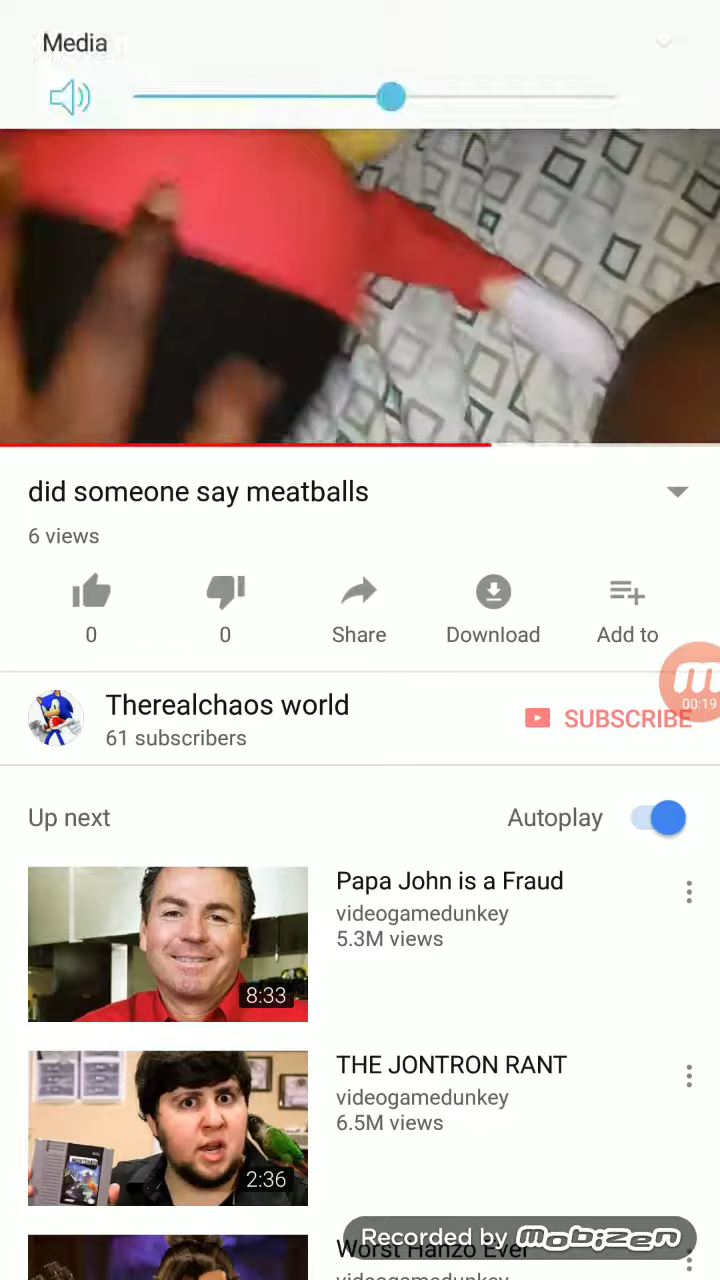 Media
did someone say meatballs
6 views
0
0
Share
Download
Add to
Therealchaos world
61 subscribers
SUBSCRIBE
00:19
Up next
Autoplay
Papa John is a Fraud
videogamedunkey
5.3M views
8:33
THE JONTRON RANT
videogamedunkey
6.5M views
2:36
Recorded by mobizen
Worst Hanzo Ever
videogamedunkey